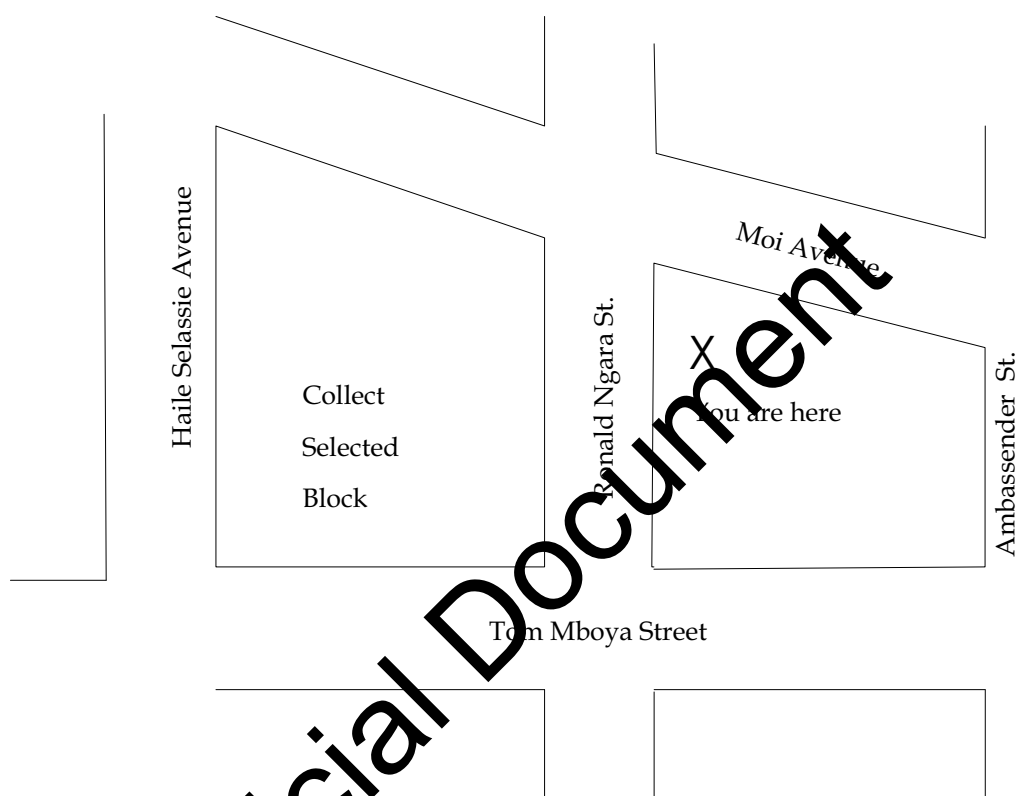 Moi Avenue
Haile Selassie Avenue
Ronald Ngara St.
X
You are here
Ambassender St.
Collect
Selected
Block
Tom Mboya Street
icial Document